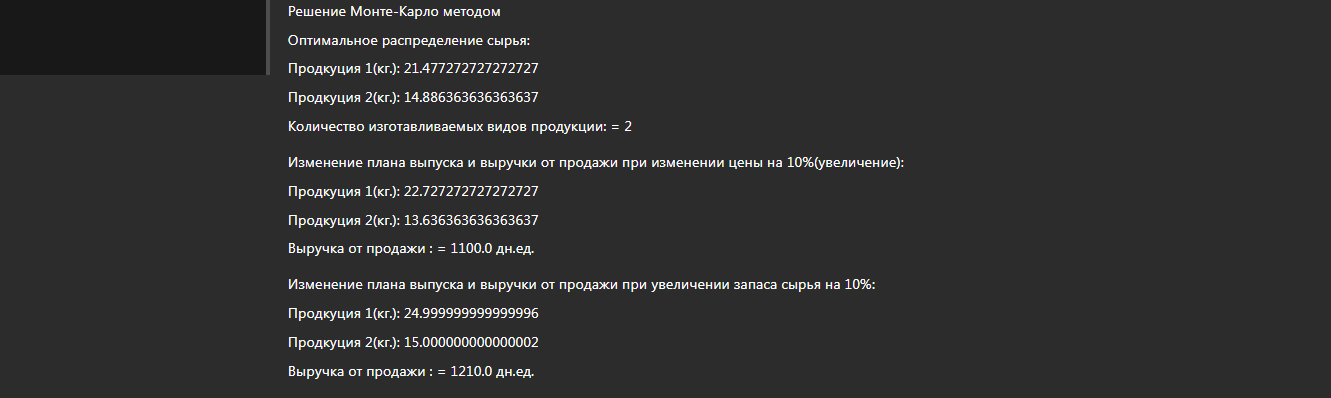 Решение Монте-Карло методом
Оптимальное распределение сырья:
Продкуция 1(кг.): 21.477272727272727
Продкуция 2(кг.): 14.886363636363637
Количество изготавливаемых видов продукции: = 2
Изменение плана выпуска и выручки от продажи при изменении цены на 10%(увеличение):
Продкуция 1(кг.): 22.727272727272727
Продкуция 2(кг.): 13.636363636363637
Выручка от продажи : = 1100.0 дн.ед.
Изменение плана выпуска и выручки от продажи при увеличении запаса сырья на 10%:
Продкуция 1(кг.): 24.999999999999996
Продкуция 2(кг.): 15.000000000000002
Выручка от продажи : = 1210.0 дн.ед.